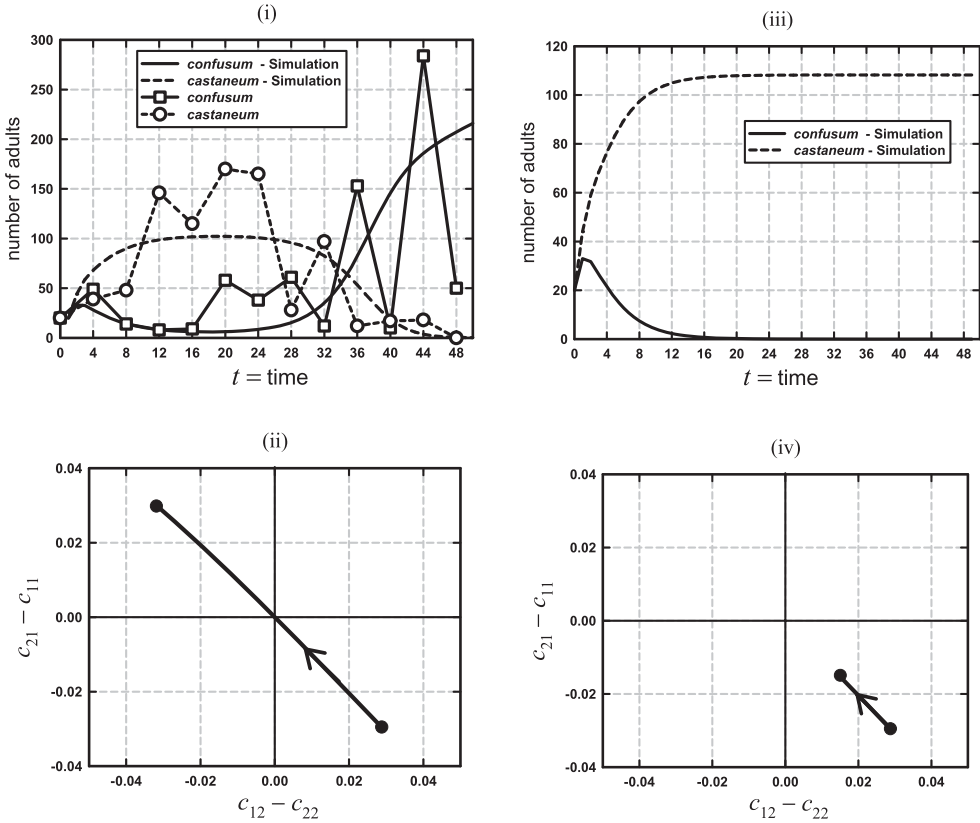 (i)
300
250
200
150
100
50
0
number of adults
confusum - Simulation
castaneum - Simulation
confusum
castaneum
0 4 8 12 16 20 24 28 32 36 40 44 48
t = time
(iii)
120
100
80
60
40
20
0
number of adults
confusum - Simulation
castaneum - Simulation
0 4 8 12 16 20 24 28 32 36 40 44 48
t = time
(ii)
0.04
0.02
0.00
-0.02
-0.04
c21 – c11
-0.04 -0.02 0.00 0.02 0.04
c12 – c22
(iv)
0.04
0.02
0.00
-0.02
-0.04
c21 – c11
-0.04 -0.02 0.00 0.02 0.04
c12 – c22